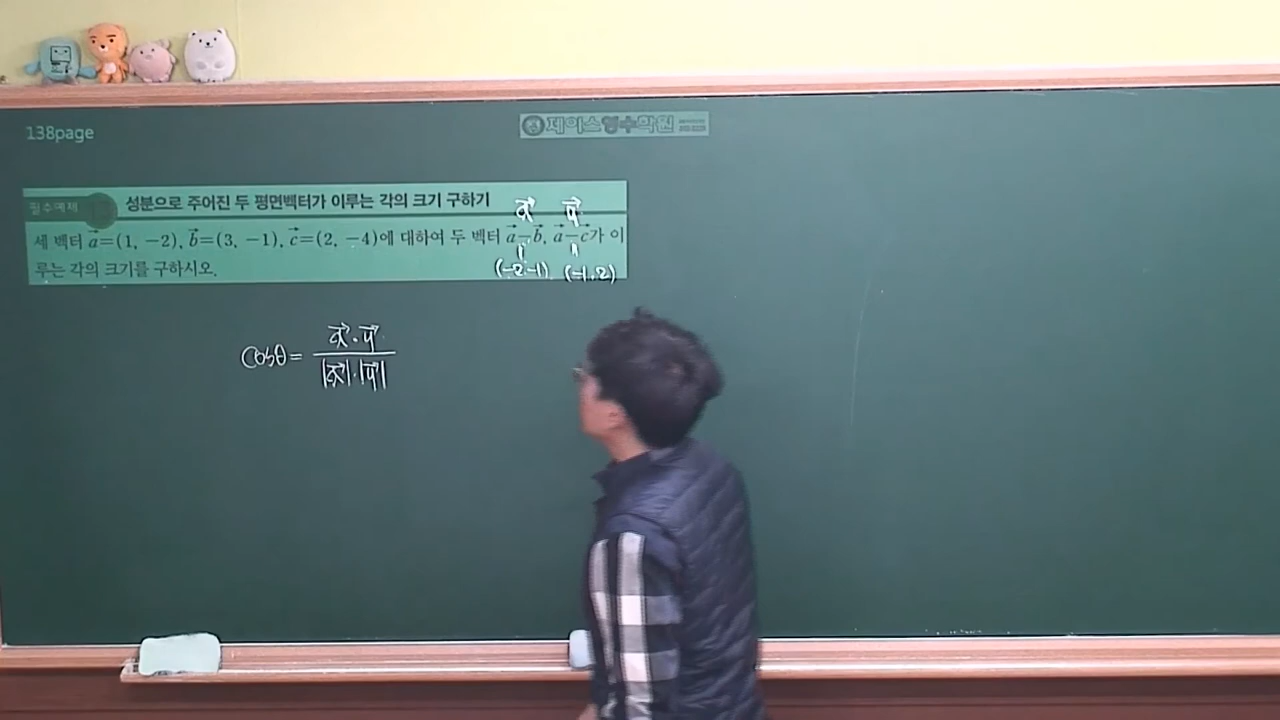 138page
제이스영수학원
필수예제
성분으로 주어진 두 평면벡터가 이루는 각의 크기 구하기
x⃗ y⃗
세 벡터 a⃗=(1, −2), b⃗=(3, −1), c⃗=(2, −4)에 대하여 두 벡터 a⃗−b⃗, a⃗−c⃗가 이
루는 각의 크기를 구하시오.
(-2.-1) (-1.2)
cosθ = x⃗·y⃗ / |x⃗|·|y⃗|